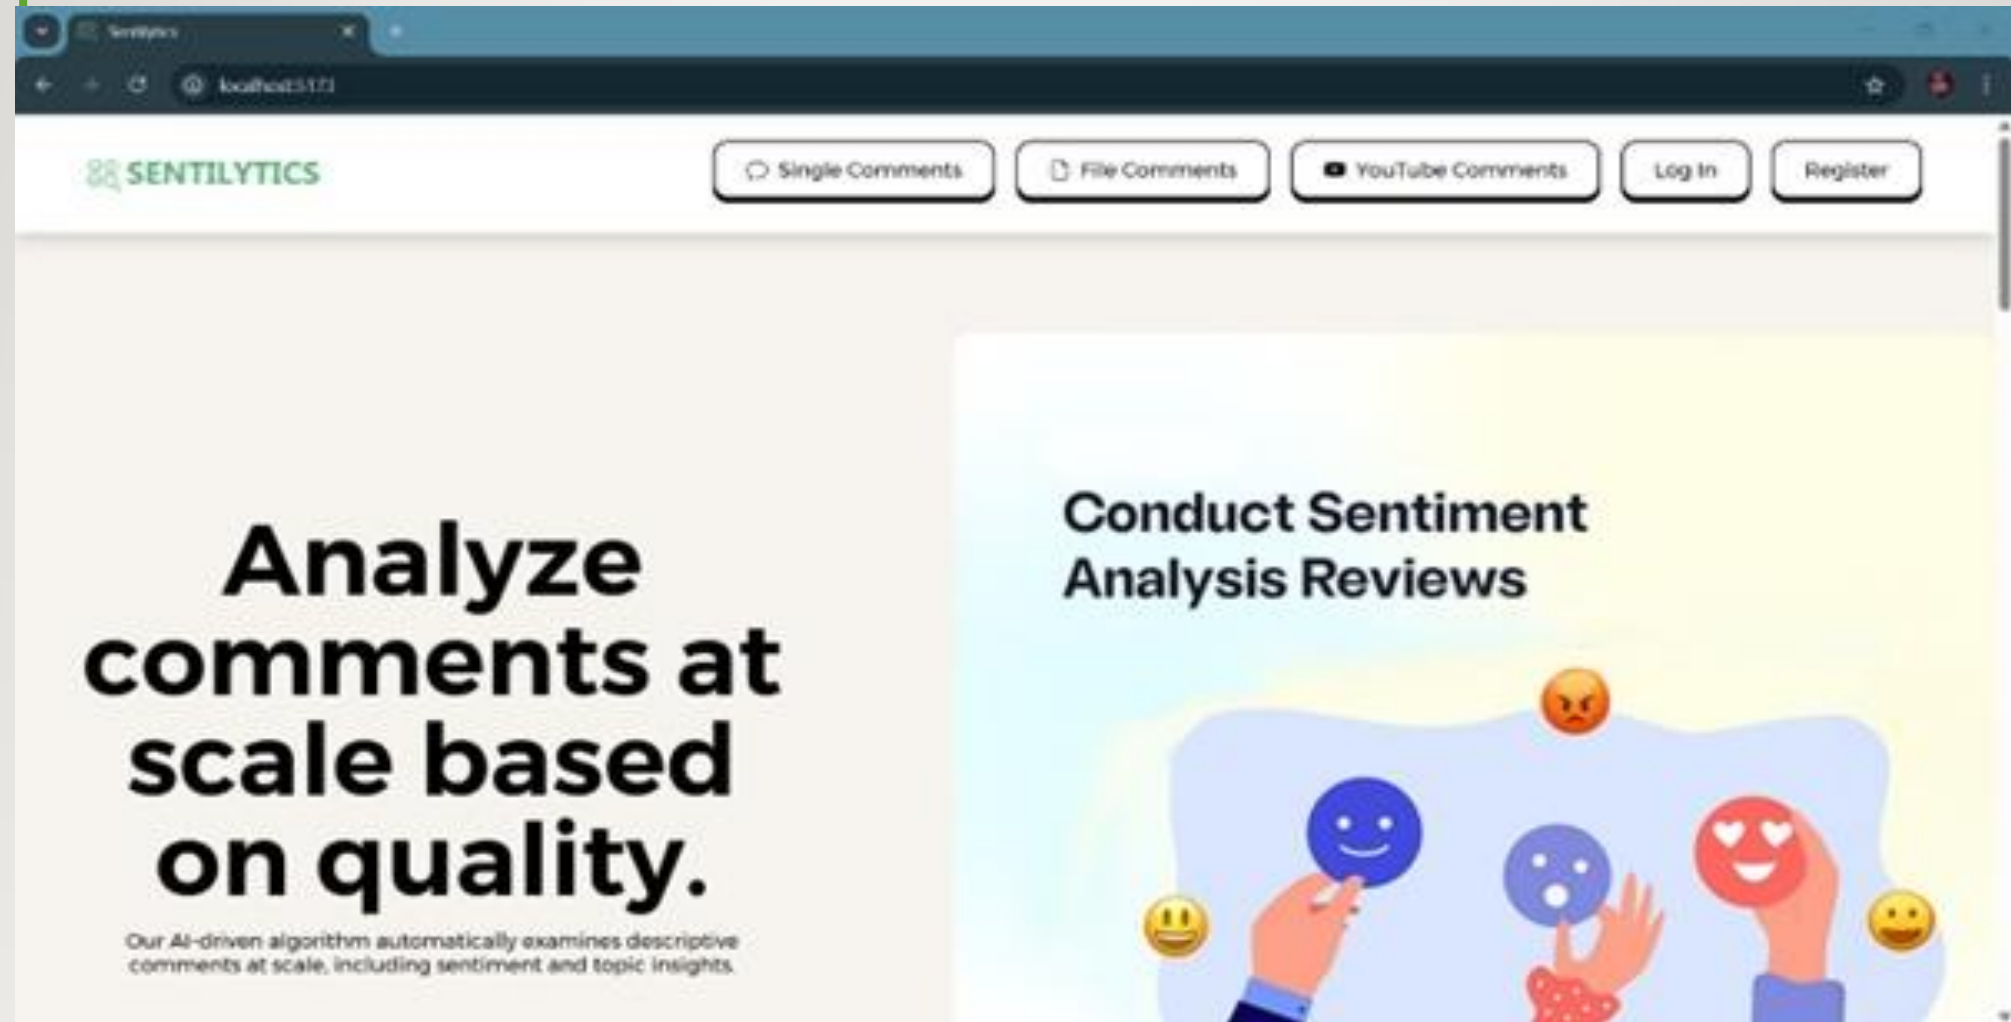 Sentilytics
localhost:5173
SENTILYTICS
Single Comments
File Comments
YouTube Comments
Log In
Register
Analyze
comments at
scale based
on quality.
Our AI-driven algorithm automatically examines descriptive
comments at scale, including sentiment and topic insights.
Conduct Sentiment
Analysis Reviews